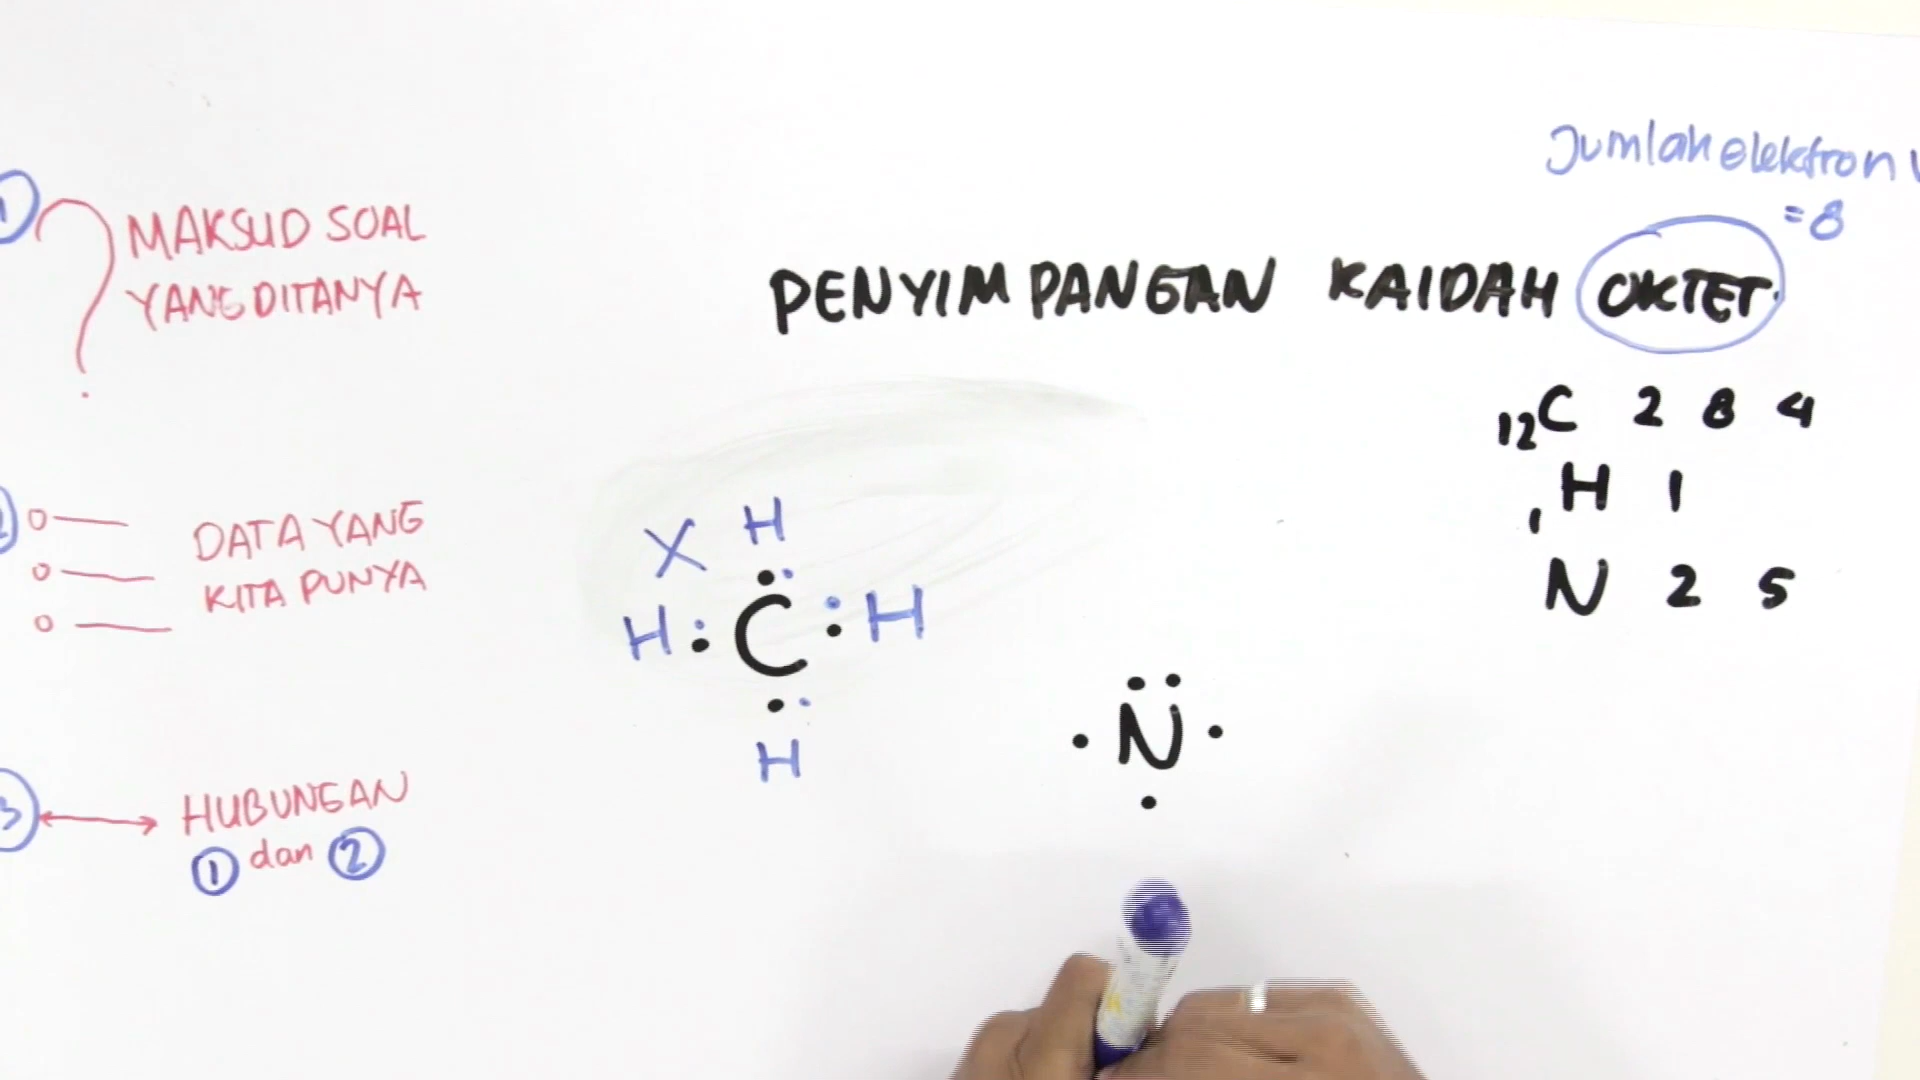 1
?
MAKSUD SOAL
YANG DITANYA
2
DATA YANG
KITA PUNYA
3
HUBUNGAN
1 dan 2
Jumlah elektron
= 8
PENYIMPANGAN KAIDAH OKTET
12C 2 8 4
1H 1
N 2 5
X
H
H : C : H
H
N